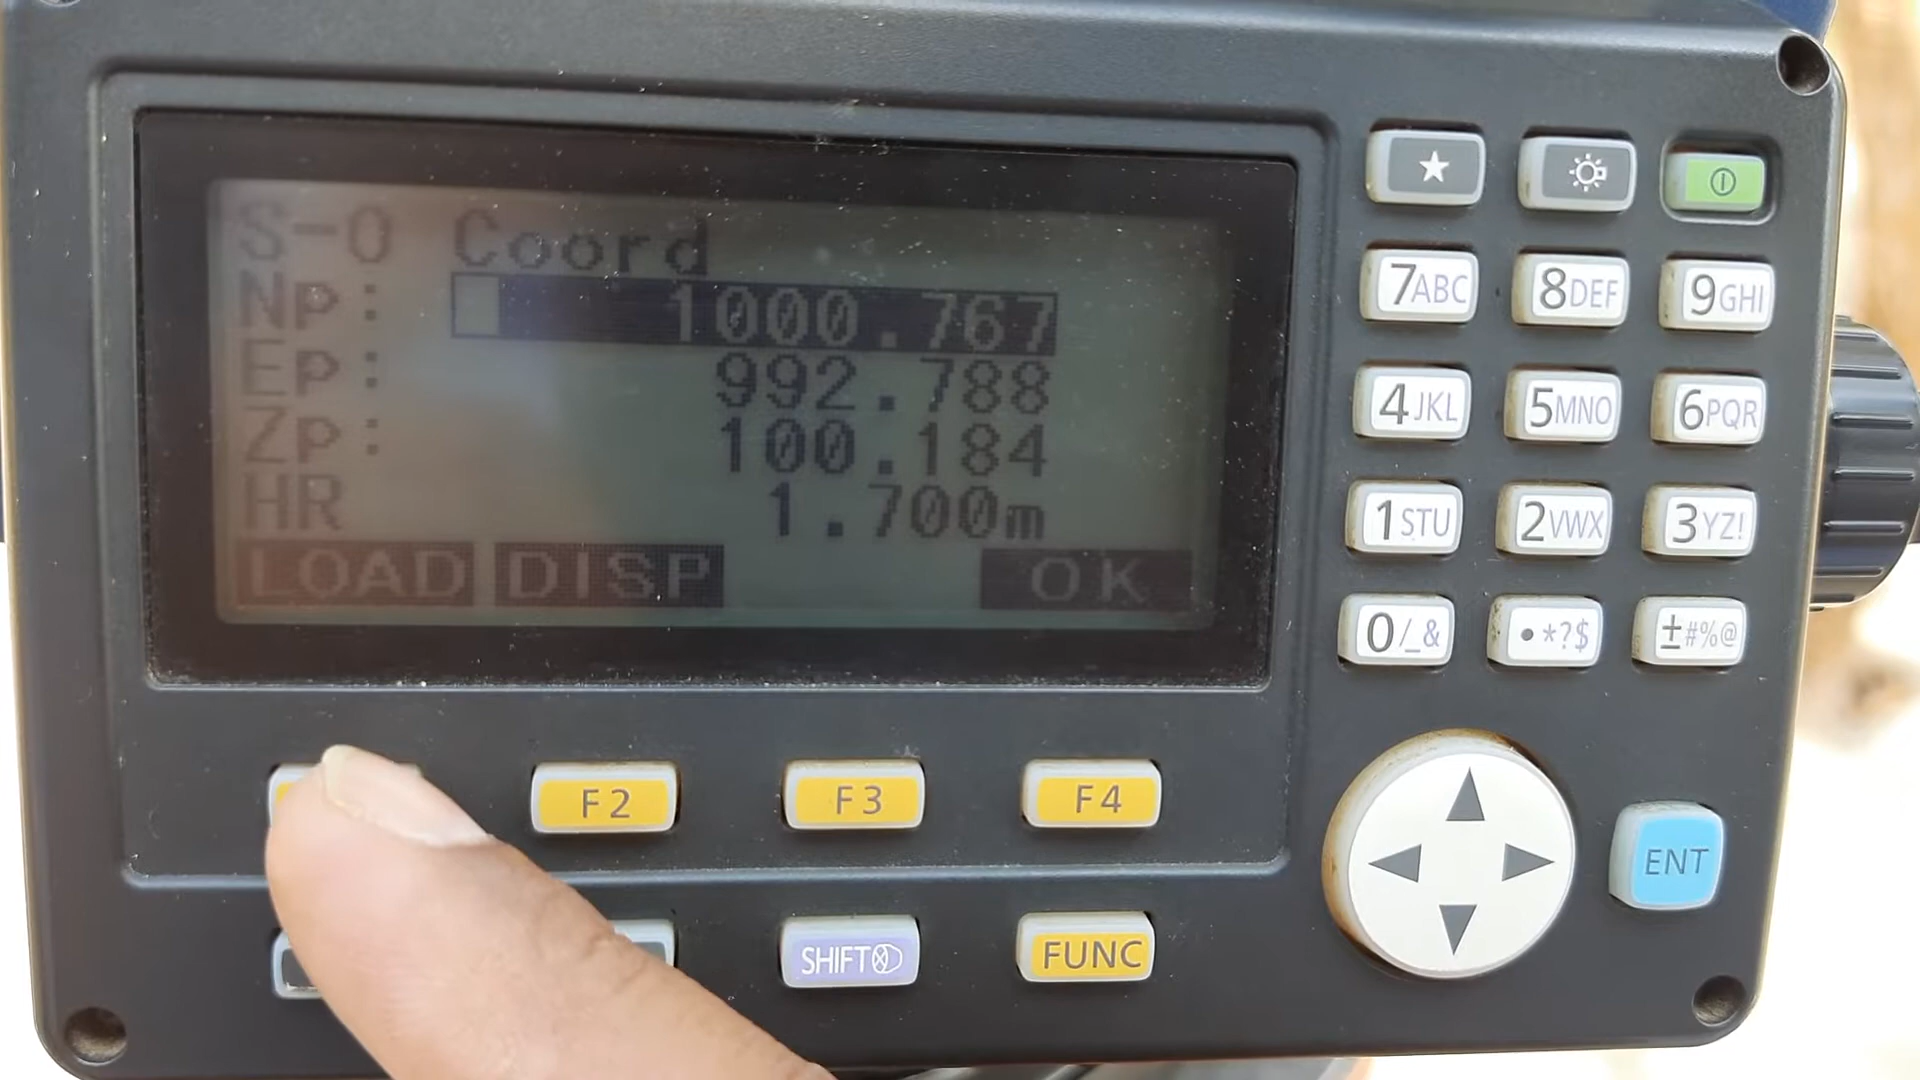 S-O Coord
Np: 1000.767
Ep: 992.788
Zp: 100.184
HR 1.700m
LOAD DISP OK
7ABC 8DEF 9GHI
4JKL 5MNO 6PQR
1STU 2VWX 3YZ!
0/_& •*?$ ±#%@
F2 F3 F4
ENT
SHIFT FUNC